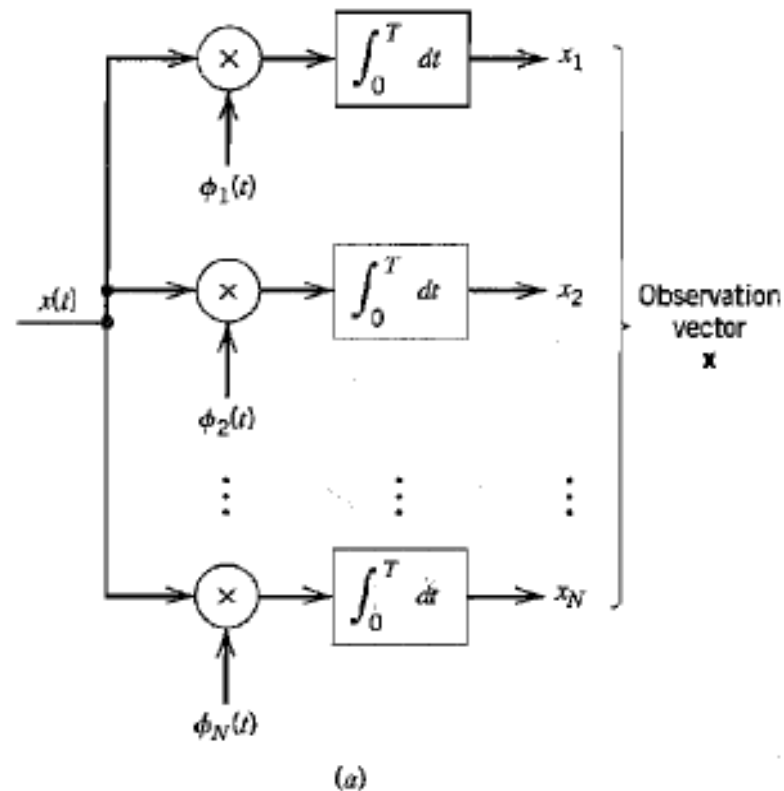 × ∫₀ᵀ dt x₁
ϕ₁(t)
x(t)
× ∫₀ᵀ dt x₂
ϕ₂(t)
Observation
vector
x
⋮ ⋮ ⋮
× ∫₀ᵀ dt x_N
ϕ_N(t)
(a)